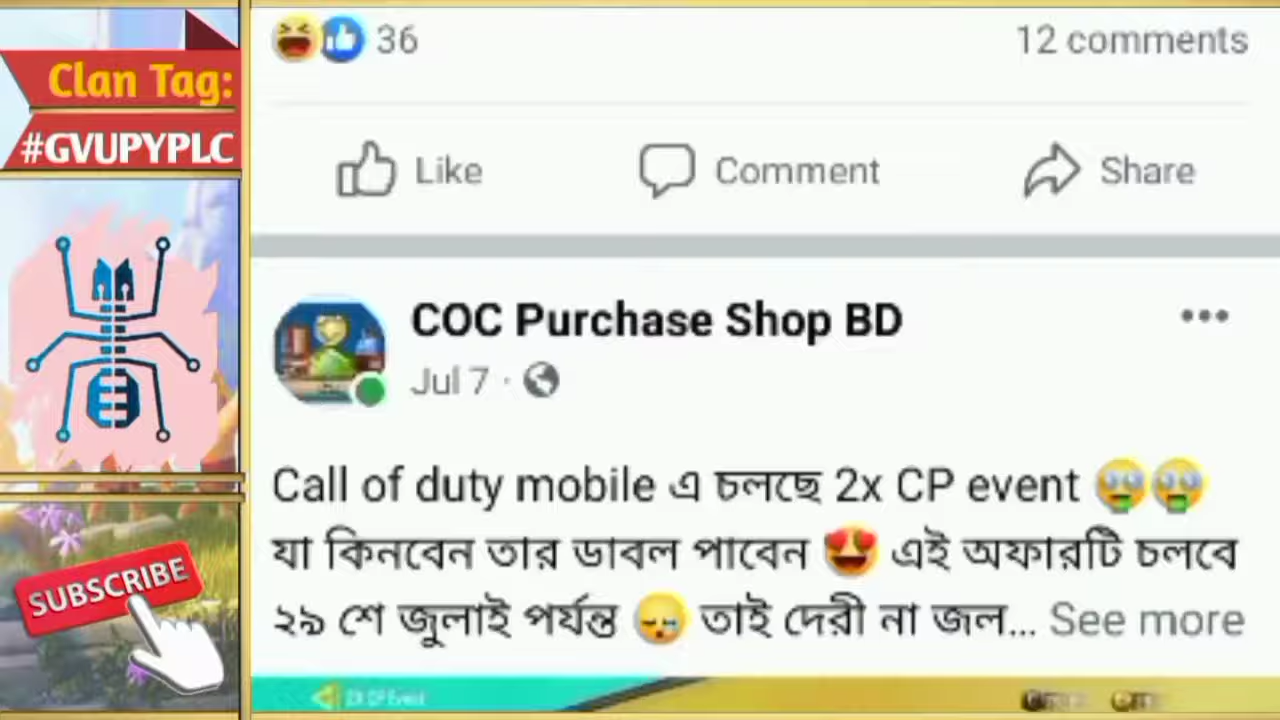 Clan Tag:
#GVUPYPLC
SUBSCRIBE
36
12 comments
Like
Comment
Share
COC Purchase Shop BD
Jul 7 ·
Call of duty mobile এ চলছে 2x CP event 🤑🤑
যা কিনবেন তার ডাবল পাবেন 😍 এই অফারটি চলবে
২৯ শে জুলাই পর্যন্ত 😪 তাই দেরী না জল... See more